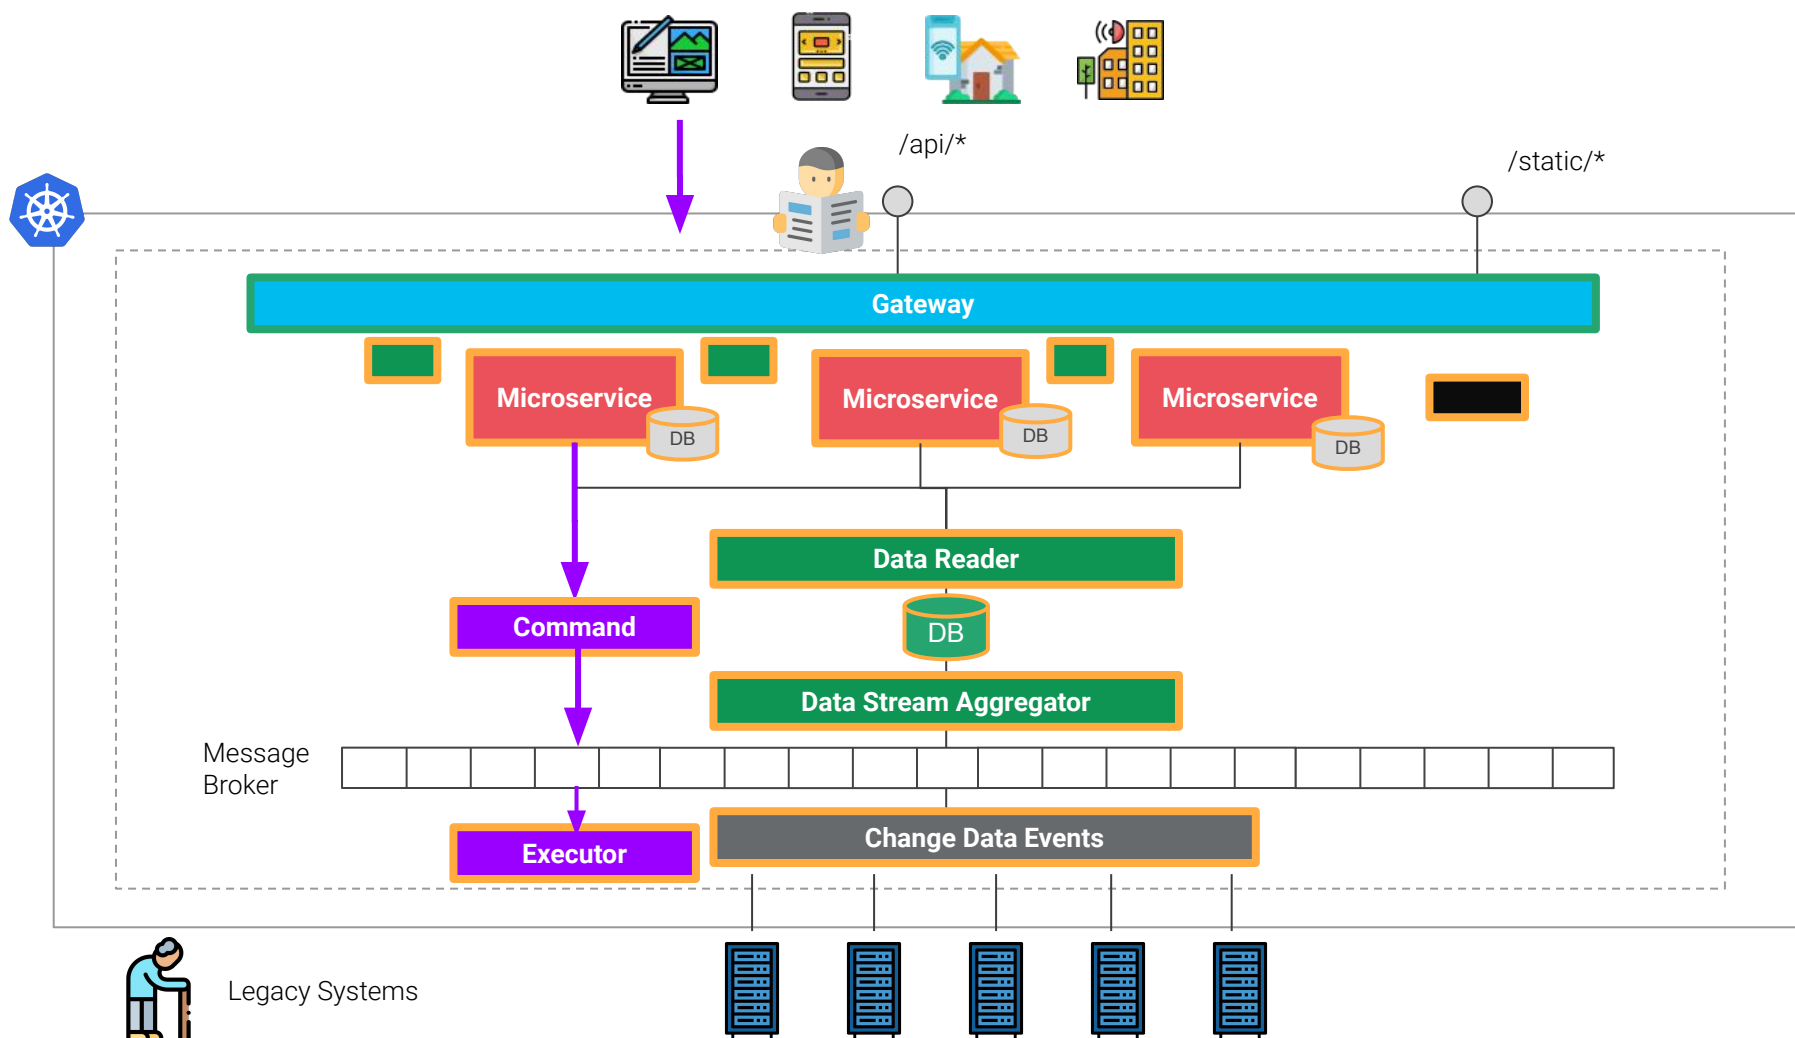 /api/*
/static/*
Gateway
Microservice
Microservice
Microservice
DB
DB
DB
Data Reader
Command
DB
Data Stream Aggregator
Message
Broker
Change Data Events
Executor
Legacy Systems